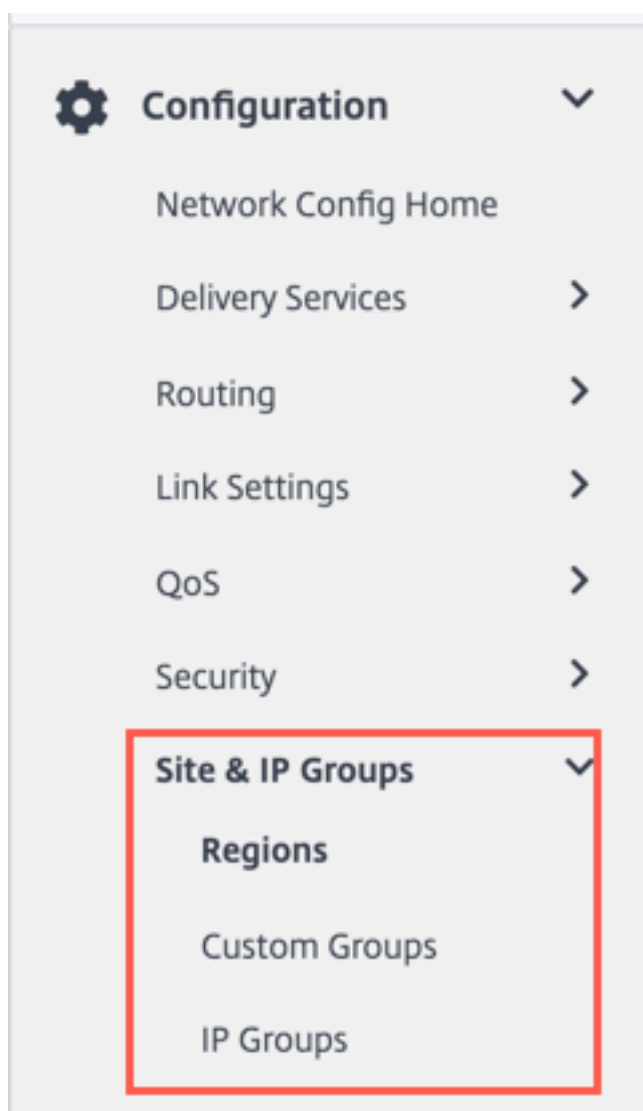 Configuration
Network Config Home
Delivery Services
Routing
Link Settings
QoS
Security
Site & IP Groups
Regions
Custom Groups
IP Groups